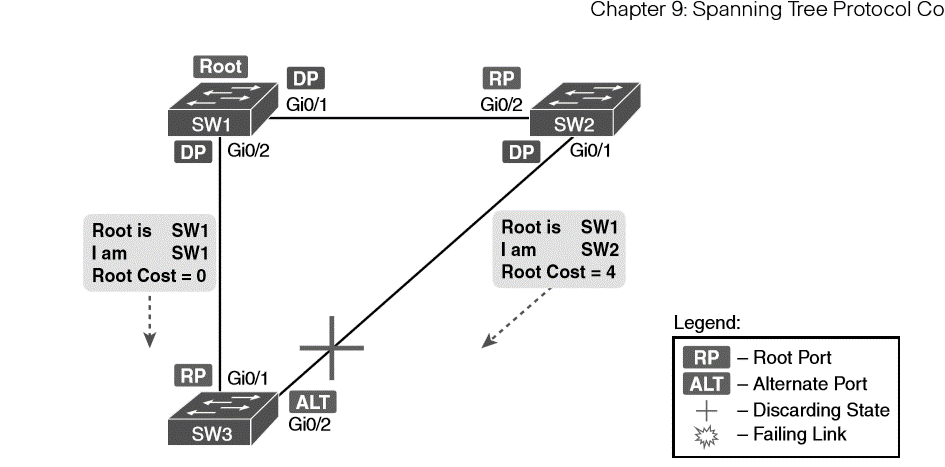 Chapter 9: Spanning Tree Protocol Co
Root
DP
RP
Gi0/1
Gi0/2
SW1
SW2
DP
Gi0/2
DP
Gi0/1
Root is SW1
I am SW1
Root Cost = 0
Root is SW1
I am SW2
Root Cost = 4
RP
Gi0/1
ALT
Gi0/2
SW3
Legend:
RP – Root Port
ALT – Alternate Port
– Discarding State
– Failing Link